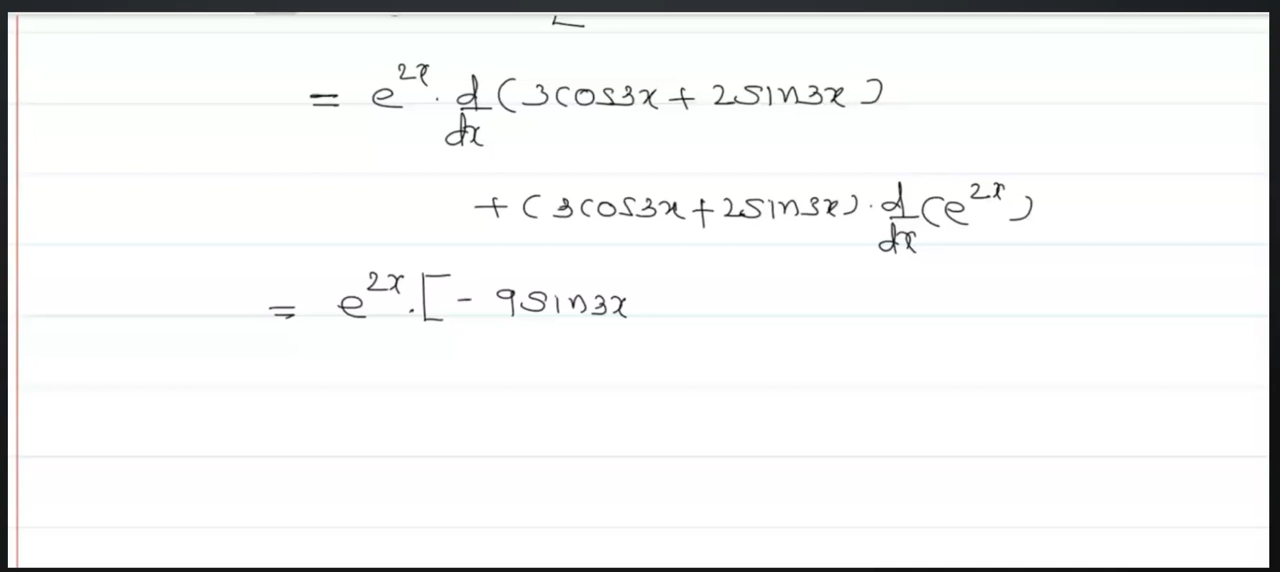 = e^{2x} · d/dx (3cos3x + 2sin3x)
+ (3cos3x + 2sin3x) · d/dx (e^{2x})
= e^{2x} · [ - 9sin3x